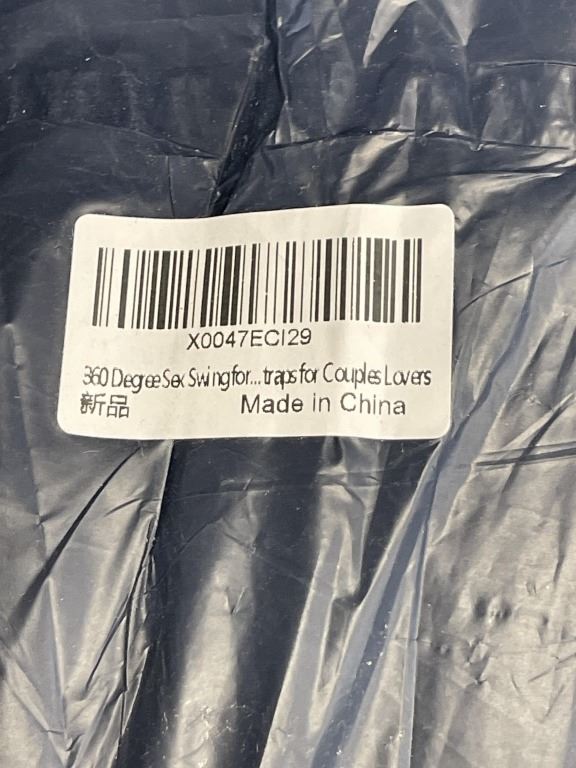 X0047ECI29
360 Degree Sex Swing for...traps for Couples Lovers
新品 Made in China